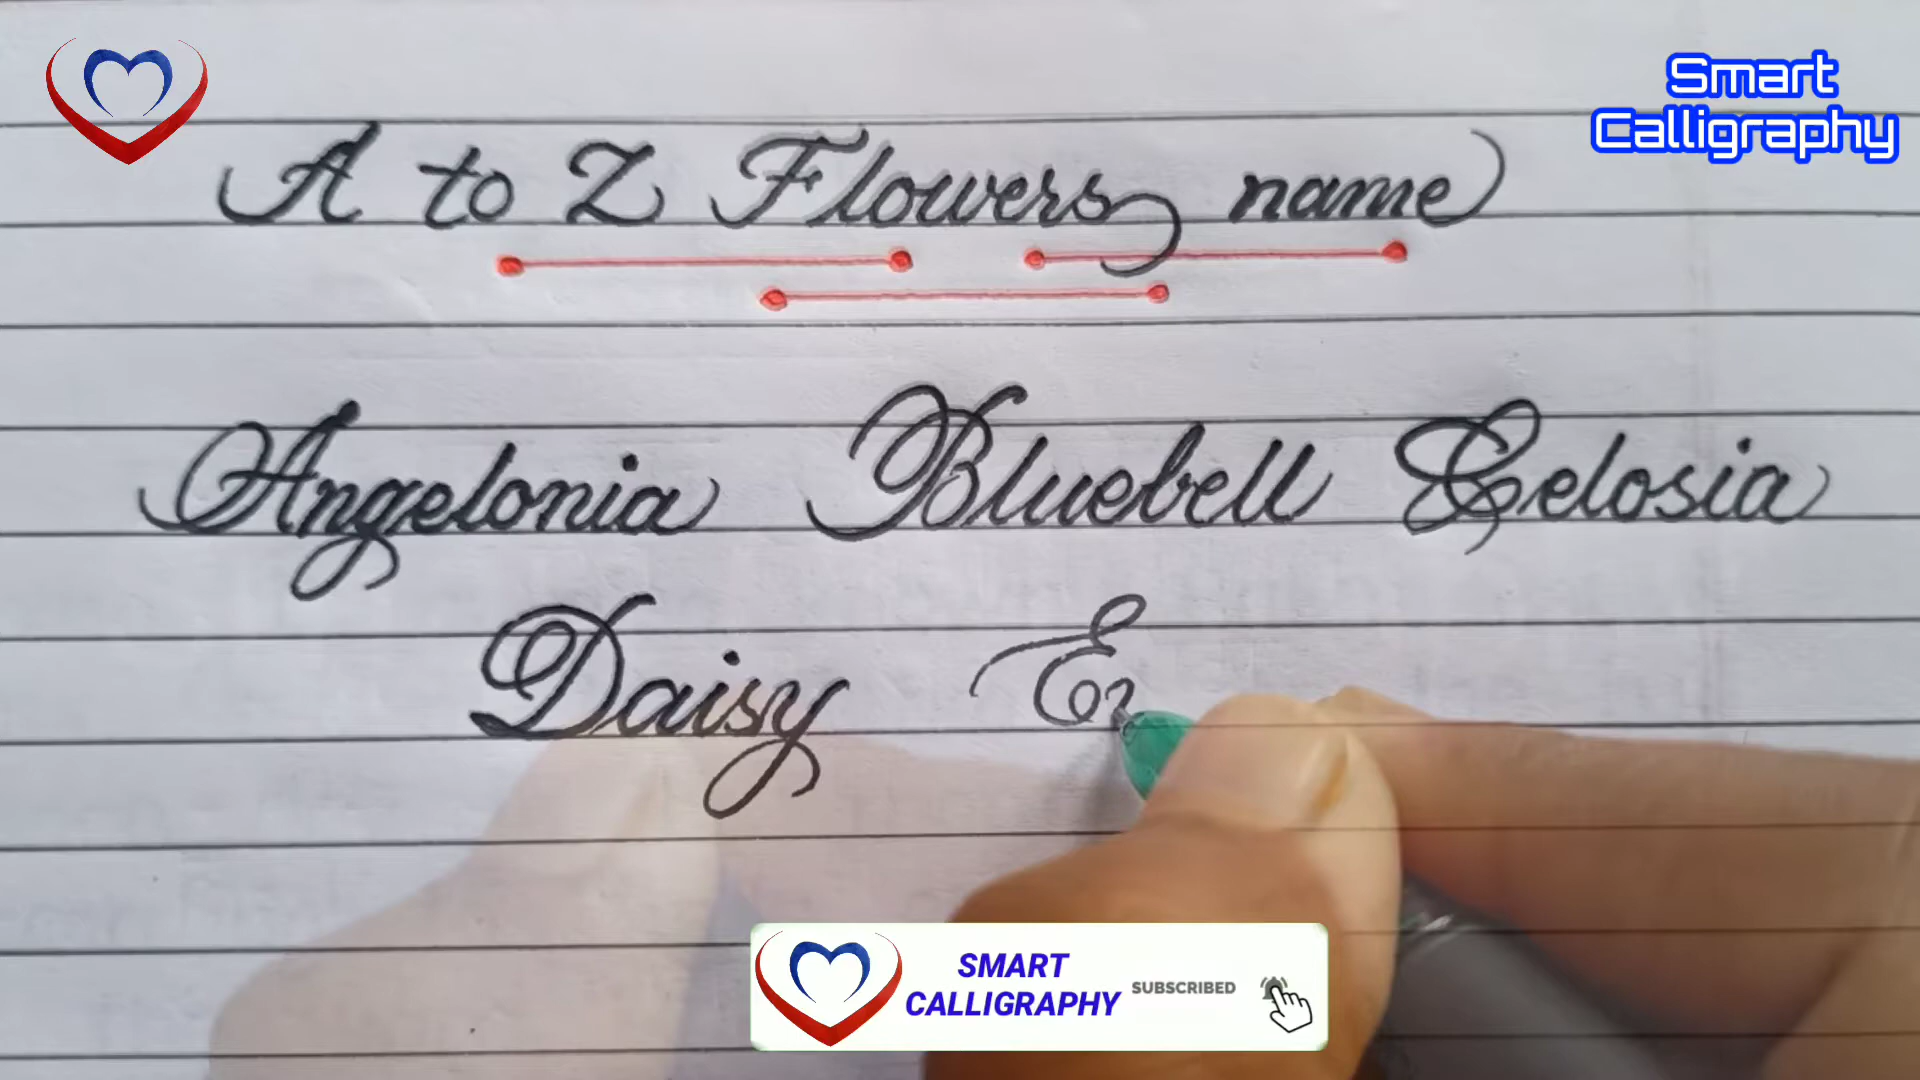 Smart
Calligraphy
A to Z Flowers name
Angelonia Bluebell Celosia
Daisy
SMART
CALLIGRAPHY
SUBSCRIBED